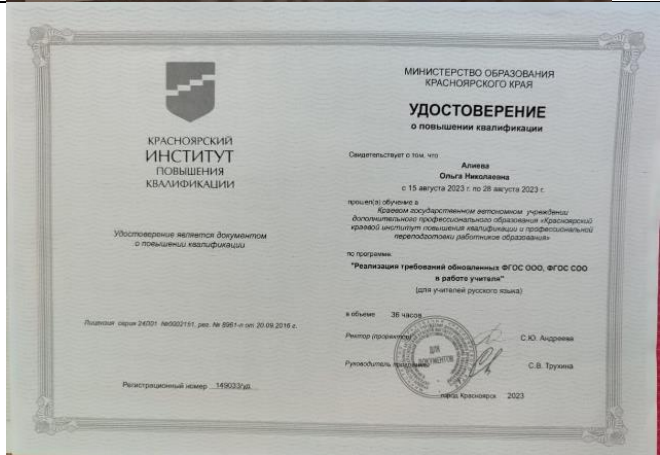 КРАСНОЯРСКИЙ
ИНСТИТУТ
ПОВЫШЕНИЯ
КВАЛИФИКАЦИИ
Удостоверение является документом
о повышении квалификации
Лицензия серия 24Л01 №0002151, рег. № 8961-л от 20.09.2016 г.
Регистрационный номер 149033/уд
МИНИСТЕРСТВО ОБРАЗОВАНИЯ
КРАСНОЯРСКОГО КРАЯ
УДОСТОВЕРЕНИЕ
о повышении квалификации
Свидетельствует о том, что
Алиева
Ольга Николаевна
с 15 августа 2023 г. по 28 августа 2023 г.
прошел(а) обучение в
Краевом государственном автономном учреждении
дополнительного профессионального образования «Красноярский
краевой институт повышения квалификации и профессиональной
переподготовки работников образования»
по программе
"Реализация требований обновленных ФГОС ООО, ФГОС СОО
в работе учителя"
(для учителей русского языка)
в объеме 36 часов
Ректор (проректор) С.Ю. Андреева
Руководитель С.В. Трухина
ДЛЯ
ДОКУМЕНТОВ
город Красноярск 2023